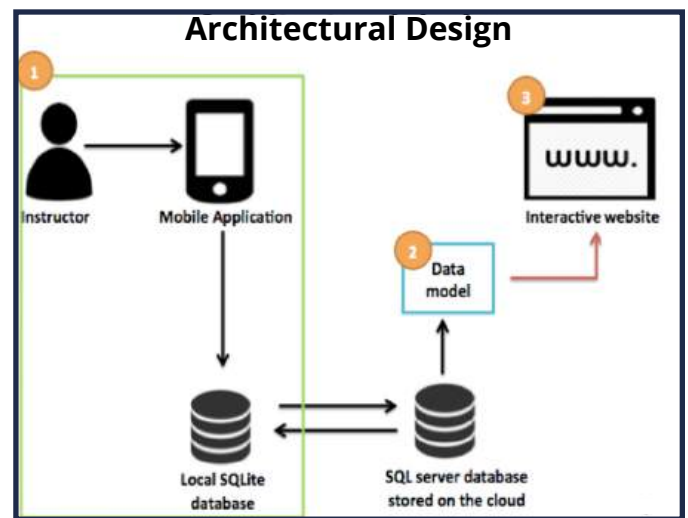 Architectural Design
1
3
www.
Instructor
Mobile Application
Interactive website
2
Data
model
Local SQLite
database
SQL server database
stored on the cloud